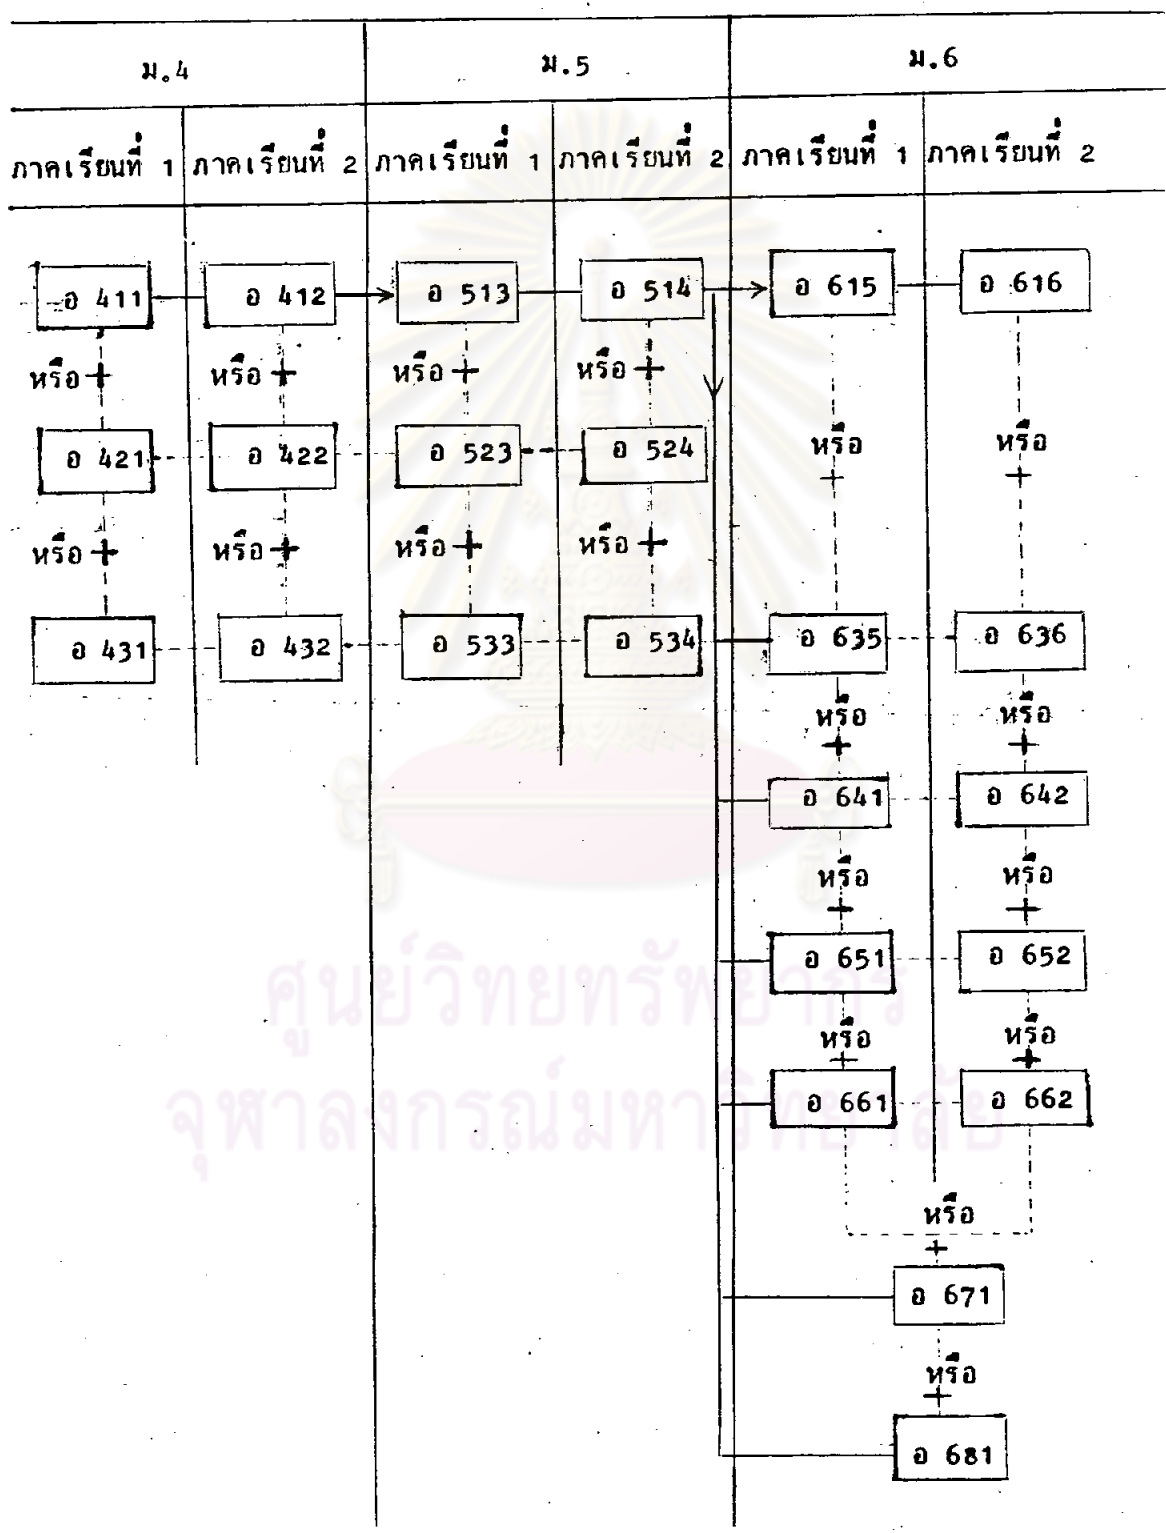 ม.4 ม.5 ม.6
ภาคเรียนที่ 1 ภาคเรียนที่ 2 ภาคเรียนที่ 1 ภาคเรียนที่ 2 ภาคเรียนที่ 1 ภาคเรียนที่ 2
อ 411 อ 412 อ 513 อ 514 อ 615 อ 616
หรือ หรือ หรือ หรือ
อ 421 อ 422 อ 523 อ 524 หรือ หรือ
หรือ หรือ หรือ หรือ
อ 431 อ 432 อ 533 อ 534 อ 635 อ 636
หรือ หรือ
อ 641 อ 642
หรือ หรือ
อ 651 อ 652
ศูนย์วิทยทรัพยากร
หรือ หรือ
อ 661 อ 662
จุฬาลงกรณ์มหาวิทยาลัย
หรือ
อ 671
หรือ
อ 681